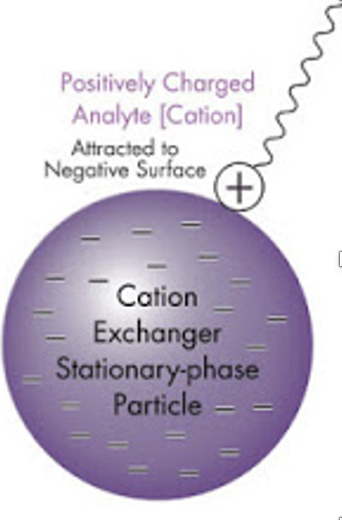 Positively Charged
Analyte [Cation]
Attracted to
Negative Surface
+
Cation
Exchanger
Stationary-phase
Particle